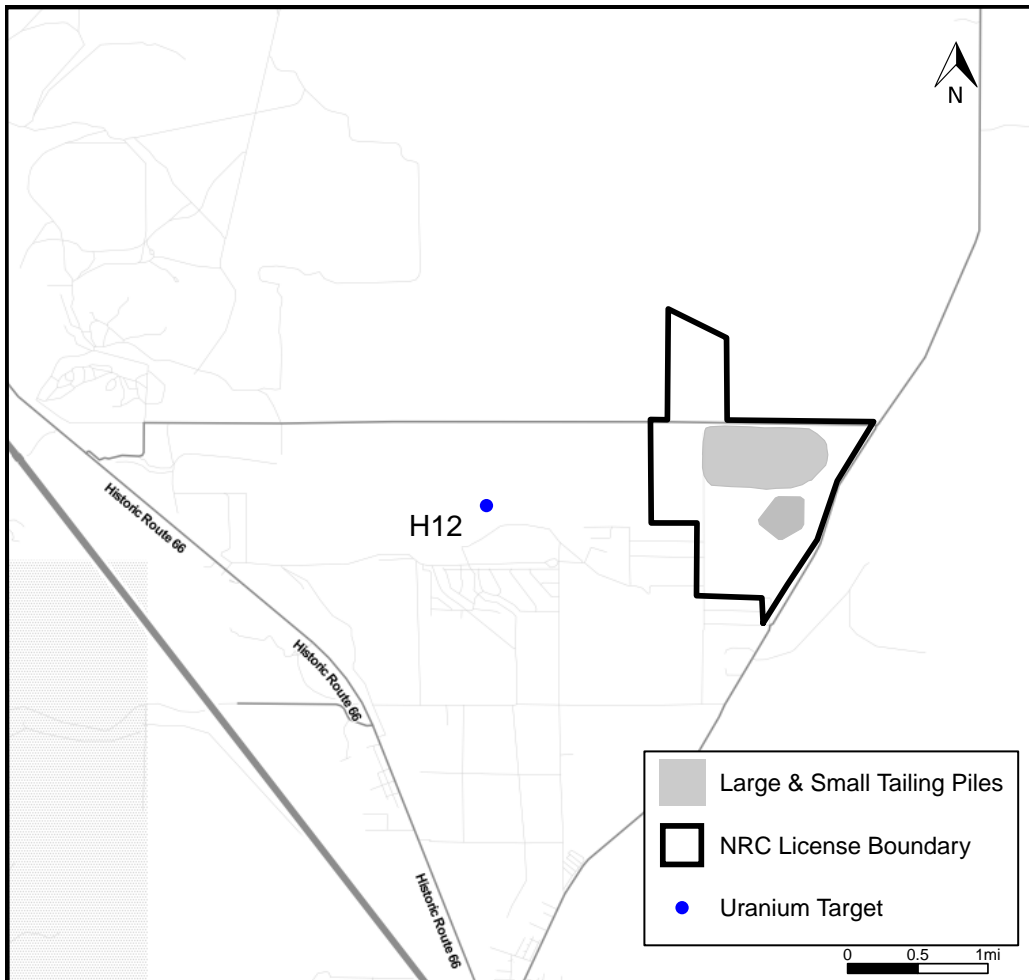 N
Historic Route 66
H12
Historic Route 66
Large & Small Tailing Piles
NRC License Boundary
Uranium Target
Historic Route 66
0 0.5 1mi